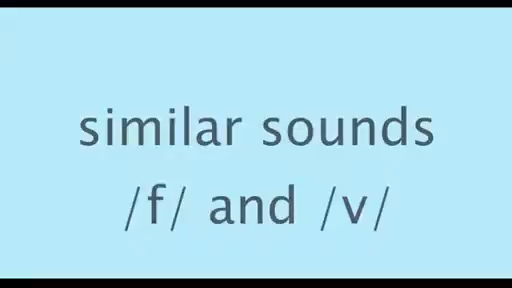 similar sounds
/f/ and /v/